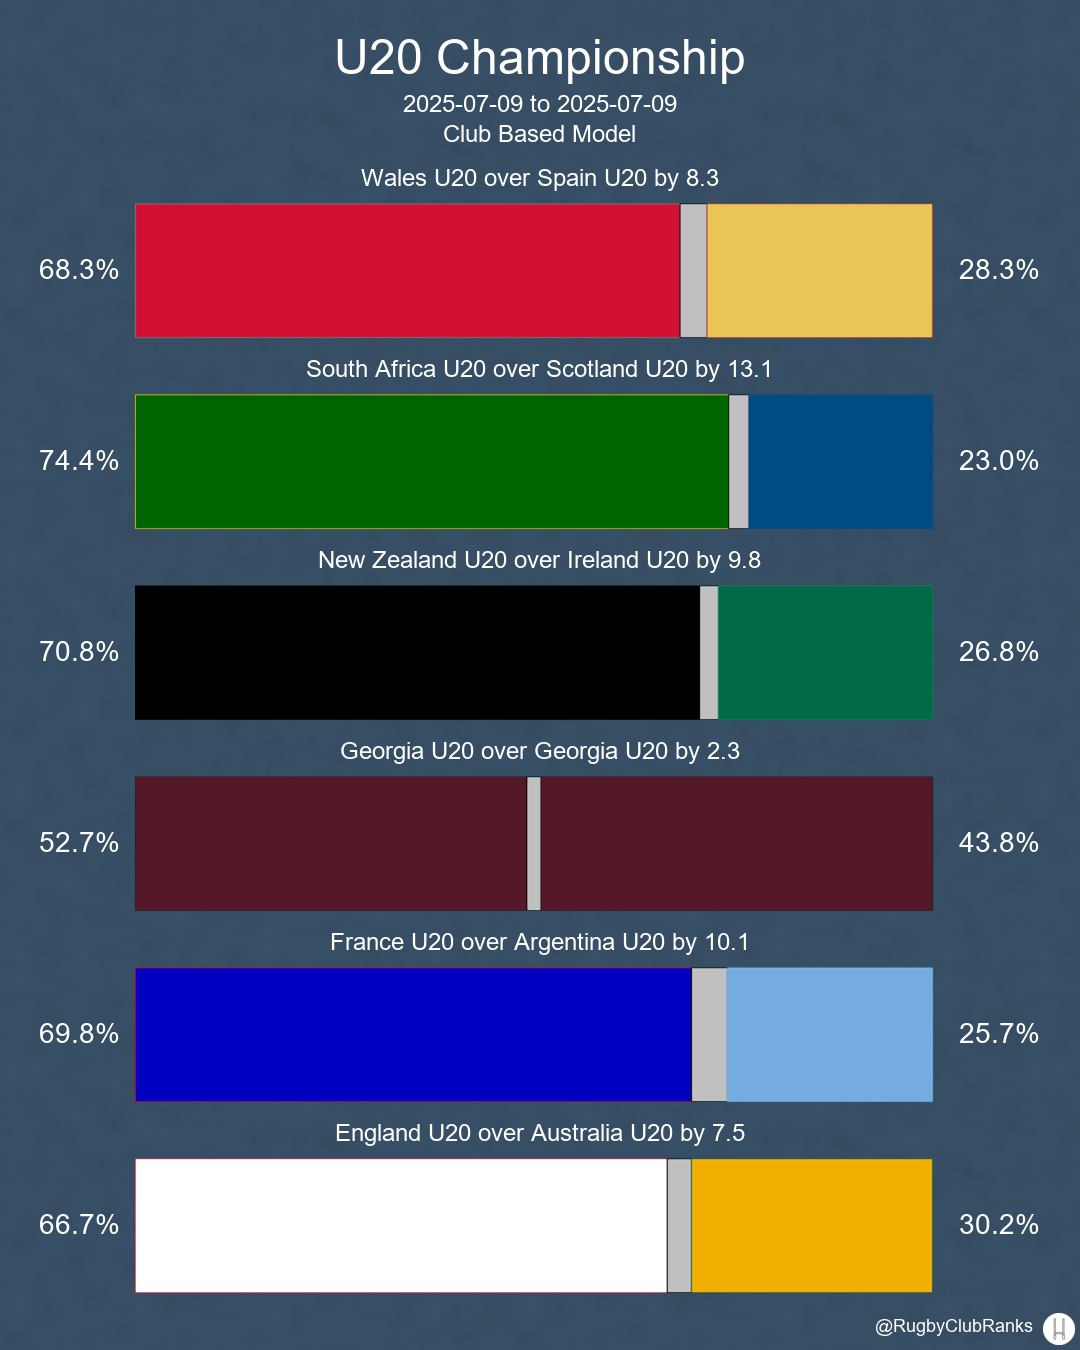 U20 Championship
2025-07-09 to 2025-07-09
Club Based Model
Wales U20 over Spain U20 by 8.3
68.3%
28.3%
South Africa U20 over Scotland U20 by 13.1
74.4%
23.0%
New Zealand U20 over Ireland U20 by 9.8
70.8%
26.8%
Georgia U20 over Georgia U20 by 2.3
52.7%
43.8%
France U20 over Argentina U20 by 10.1
69.8%
25.7%
England U20 over Australia U20 by 7.5
66.7%
30.2%
@RugbyClubRanks